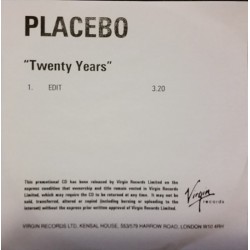 PLACEBO
"Twenty Years"
1. EDIT 3.20
This promotional CD has been released by Virgin Records Limited on the
express condition that ownership and title remain vested in Virgin Records
Limited, which may require the CD to be returned at any time. It may not be
sold, transferred, altered or copied (including burning or uploading to the
internet) without the express prior written approval of Virgin Records Limited.
Virgin
records
VIRGIN RECORDS LTD, KENSAL HOUSE, 553/579 HARROW ROAD, LONDON W10 4RH